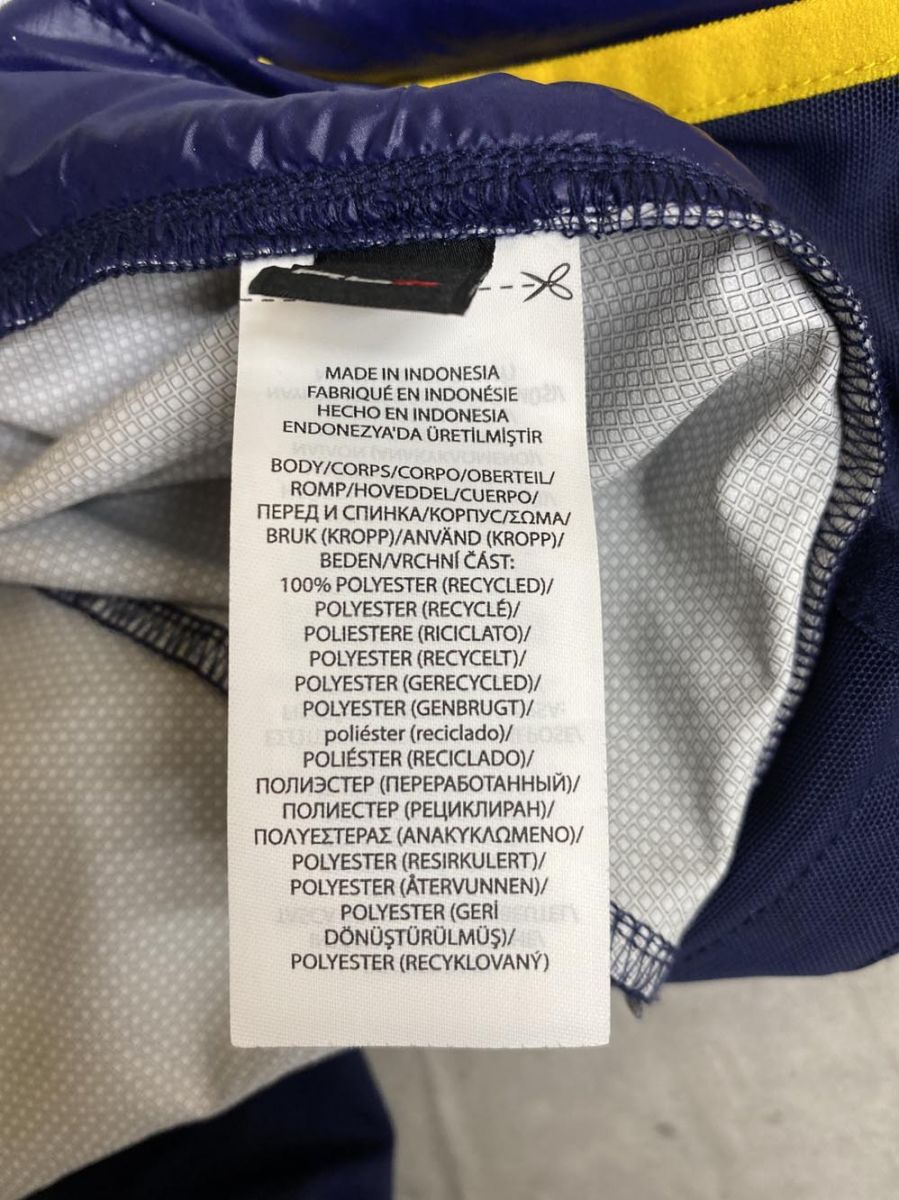 MADE IN INDONESIA
FABRIQUÉ EN INDONÉSIE
HECHO EN INDONESIA
ENDONEZYA'DA ÜRETİLMİŞTİR
BODY/CORPS/CORPO/OBERTEIL/
ROMP/HOVEDDEL/CUERPO/
ПЕРЕД И СПИНКА/КОРПУС/ΣΩΜΑ/
BRUK (KROPP)/ANVÄND (KROPP)/
BEDEN/VRCHNÍ ČÁST:
100% POLYESTER (RECYCLED)/
POLYESTER (RECYCLÉ)/
POLIESTERE (RICICLATO)/
POLYESTER (RECYCELT)/
POLYESTER (GERECYCLED)/
POLYESTER (GENBRUGT)/
poliéster (reciclado)/
POLIÉSTER (RECICLADO)/
ПОЛИЭСТЕР (ПЕРЕРАБОТАННЫЙ)/
ПОЛИЕСТЕР (РЕЦИКЛИРАН)/
ΠΟΛΥΕΣΤΕΡΑΣ (ΑΝΑΚΥΚΛΩΜΕΝΟ)/
POLYESTER (RESIRKULERT)/
POLYESTER (ÅTERVUNNEN)/
POLYESTER (GERİ
DÖNÜŞTÜRÜLMÜŞ)/
POLYESTER (RECYKLOVANÝ)